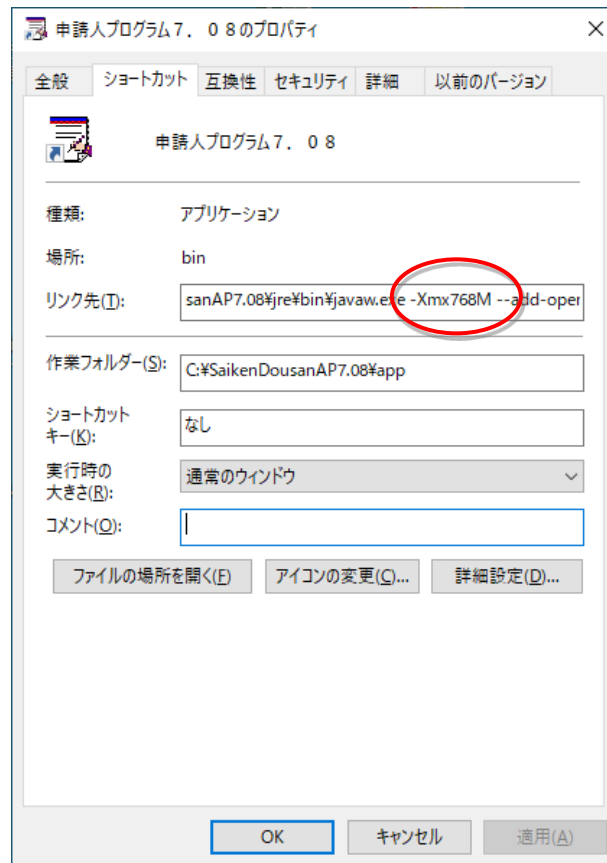 申請人プログラム７．０８のプロパティ
全般 ショートカット 互換性 セキュリティ 詳細 以前のバージョン
申請人プログラム７．０８
種類: アプリケーション
場所: bin
リンク先(T): sanAP7.08¥jre¥bin¥javaw.exe -Xmx768M --add-oper
作業フォルダー(S): C:¥SaikenDousanAP7.08¥app
ショートカット
キー(K): なし
実行時の
大きさ(R): 通常のウィンドウ
コメント(O):
ファイルの場所を開く(F) アイコンの変更(C)... 詳細設定(D)...
OK キャンセル 適用(A)